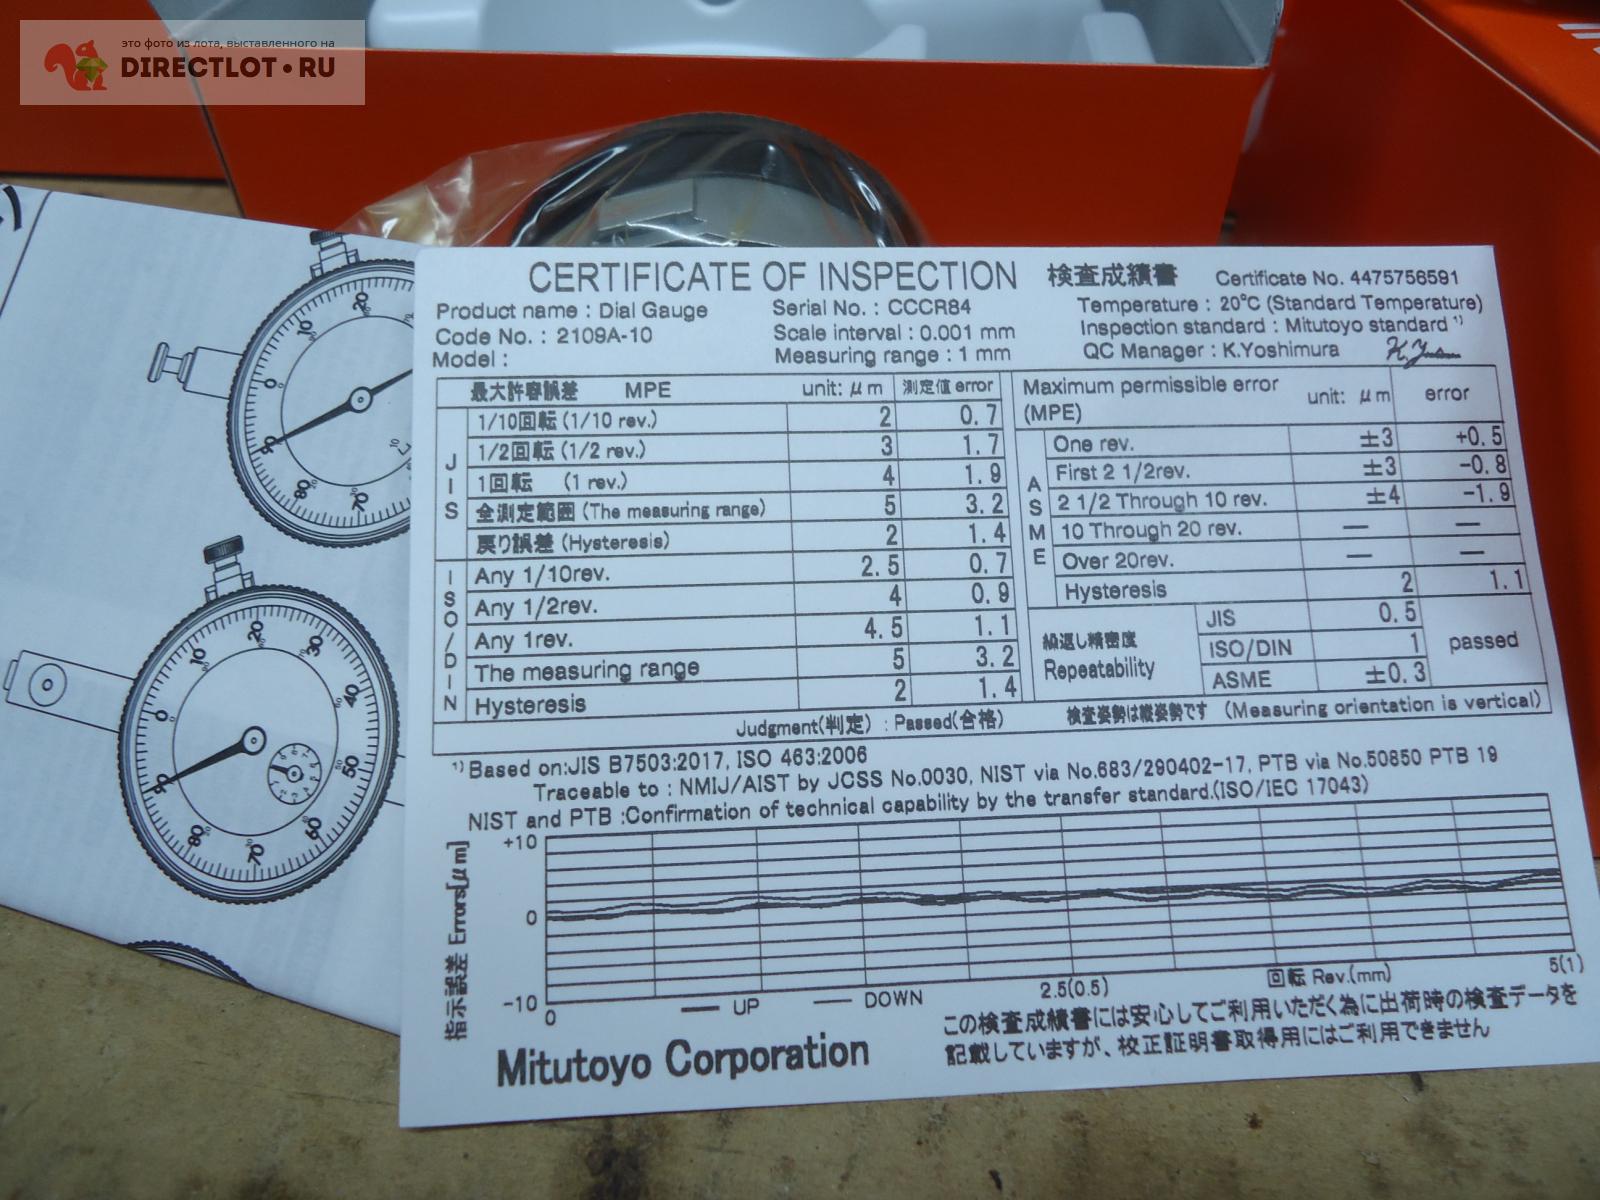 это фото из лота, выставленного на
DIRECTLOT•RU
CERTIFICATE OF INSPECTION 検査成績書 Certificate No. 4475756591
Product name : Dial Gauge Serial No. : CCCR84 Temperature : 20°C (Standard Temperature)
Code No. : 2109A-10 Scale interval : 0.001 mm Inspection standard : Mitutoyo standard 1)
Model : Measuring range : 1 mm QC Manager : K.Yoshimura
最大許容誤差 MPE unit: μm 測定値 error
JIS
1/10回転 (1/10 rev.) 2 0.7
1/2回転 (1/2 rev.) 3 1.7
1回転 (1 rev.) 4 1.9
全測定範囲 (The measuring range) 5 3.2
戻り誤差 (Hysteresis) 2 1.4
ISO/DIN
Any 1/10rev. 2.5 0.7
Any 1/2rev. 4 0.9
Any 1rev. 4.5 1.1
The measuring range 5 3.2
Hysteresis 2 1.4
Maximum permissible error (MPE) unit: μm error
ASME
One rev. ±3 +0.5
First 2 1/2rev. ±3 -0.8
2 1/2 Through 10 rev. ±4 -1.9
10 Through 20 rev. — —
Over 20rev. — —
Hysteresis 2 1.1
繰返し精密度 Repeatability
JIS 0.5
ISO/DIN 1 passed
ASME ±0.3
Judgment(判定) : Passed(合格) 検査姿勢は縦姿勢です (Measuring orientation is vertical)
1) Based on:JIS B7503:2017, ISO 463:2006
Traceable to : NMIJ/AIST by JCSS No.0030, NIST via No.683/290402-17, PTB via No.50850 PTB 19
NIST and PTB :Confirmation of technical capability by the transfer standard.(ISO/IEC 17043)
指示誤差 Errors[μm]
+10
0
-10
0 UP DOWN 2.5(0.5) 回転 Rev.(mm) 5(1)
Mitutoyo Corporation
この検査成績書には安心してご利用いただく為に出荷時の検査データを
記載していますが、校正証明書取得用にはご利用できません
0 10 20 90 80 70
0 10 20 30 40 50 60 70 80 90